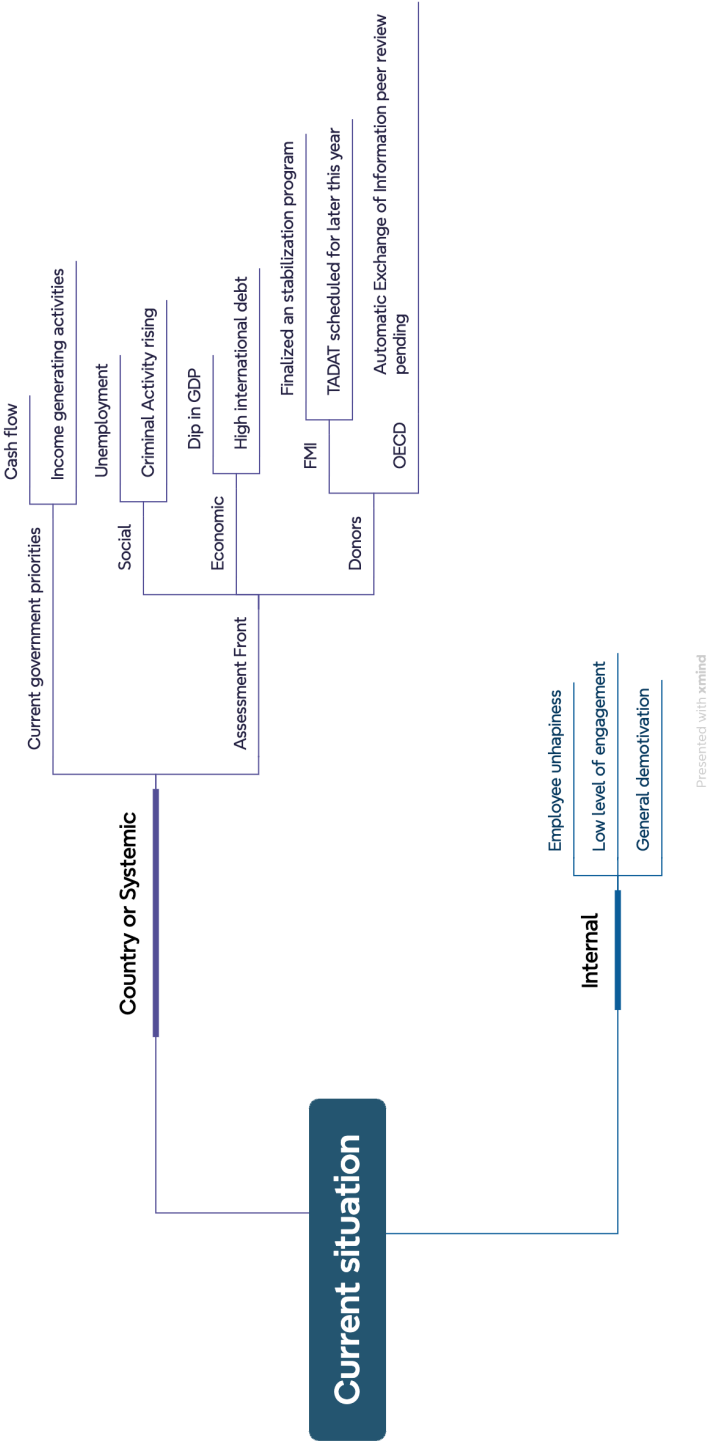 Current situation
Country or Systemic
Current government priorities
Cash flow
Income generating activities
Assessment Front
Social
Unemployment
Criminal Activity rising
Economic
Dip in GDP
High international debt
Donors
FMI
Finalized an stabilization program
TADAT scheduled for later this year
OECD
Automatic Exchange of Information peer review
pending
Internal
Employee unhapiness
Low level of engagement
General demotivation
Presented with xmind